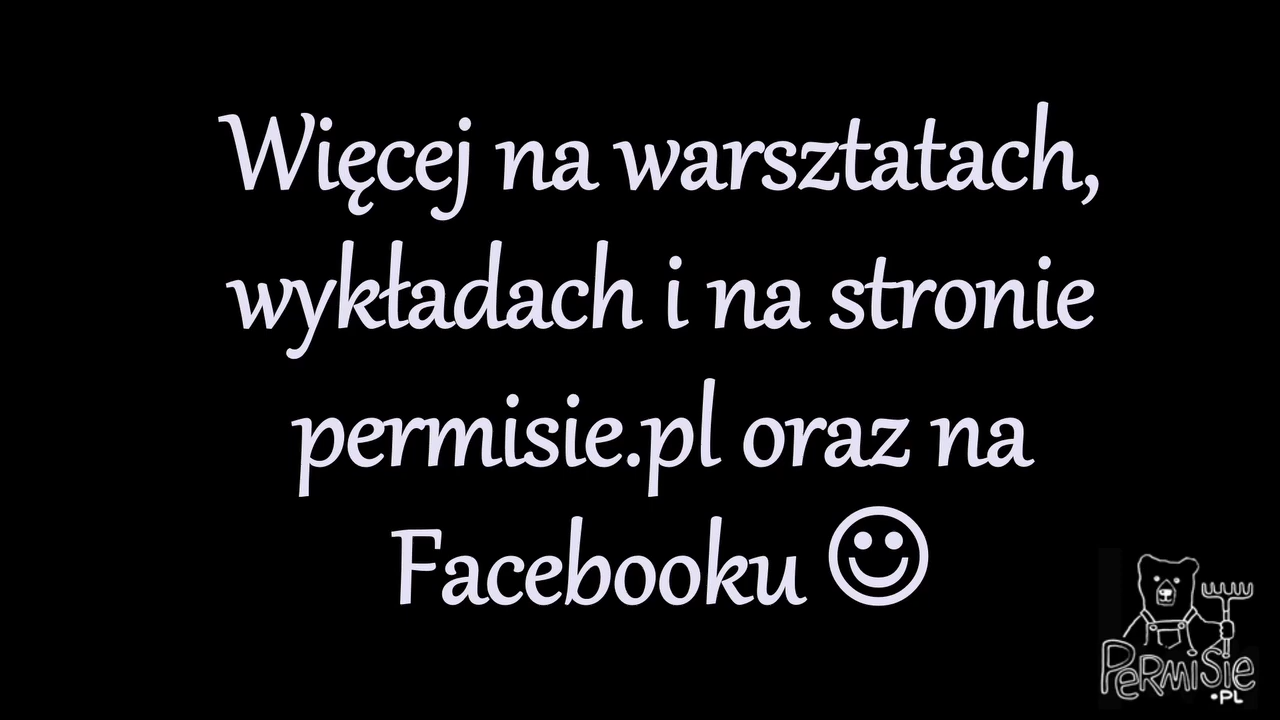 Więcej na warsztatach,
wykładach i na stronie
permisie.pl oraz na
Facebooku ☺
PERMISIE
.PL